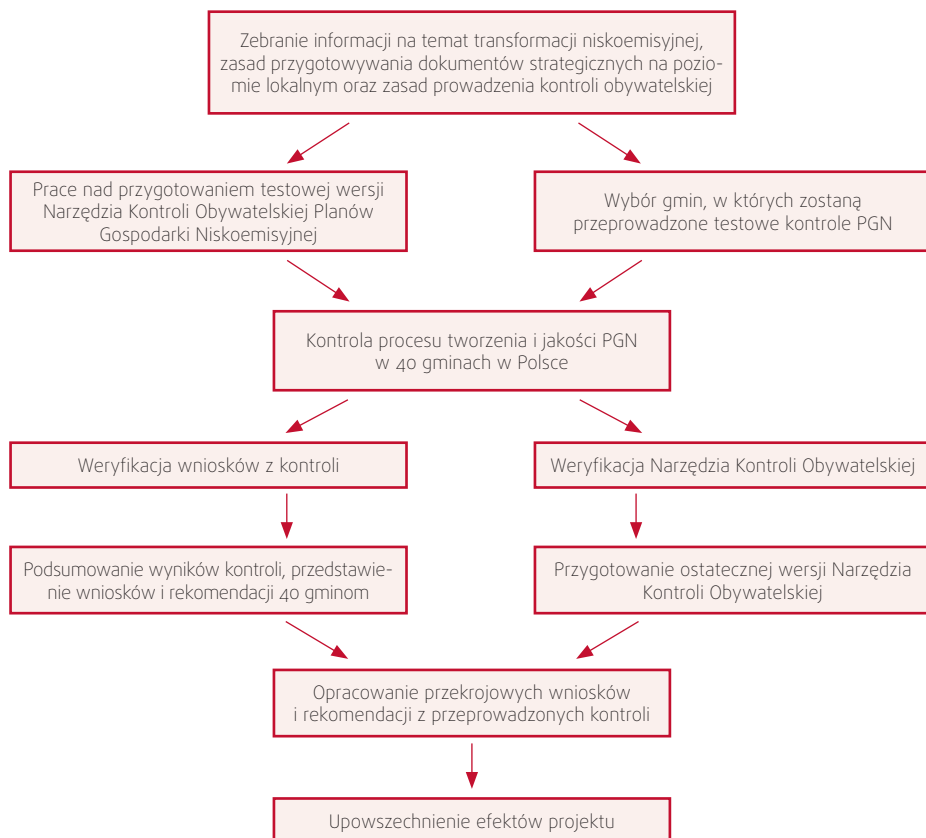 Zebranie informacji na temat transformacji niskoemisyjnej,
zasad przygotowywania dokumentów strategicznych na pozio-
mie lokalnym oraz zasad prowadzenia kontroli obywatelskiej
Prace nad przygotowaniem testowej wersji
Narzędzia Kontroli Obywatelskiej Planów
Gospodarki Niskoemisyjnej
Wybór gmin, w których zostaną
przeprowadzone testowe kontrole PGN
Kontrola procesu tworzenia i jakości PGN
w 40 gminach w Polsce
Weryfikacja wniosków z kontroli
Weryfikacja Narzędzia Kontroli Obywatelskiej
Podsumowanie wyników kontroli, przedstawie-
nie wniosków i rekomendacji 40 gminom
Przygotowanie ostatecznej wersji Narzędzia
Kontroli Obywatelskiej
Opracowanie przekrojowych wniosków
i rekomendacji z przeprowadzonych kontroli
Upowszechnienie efektów projektu